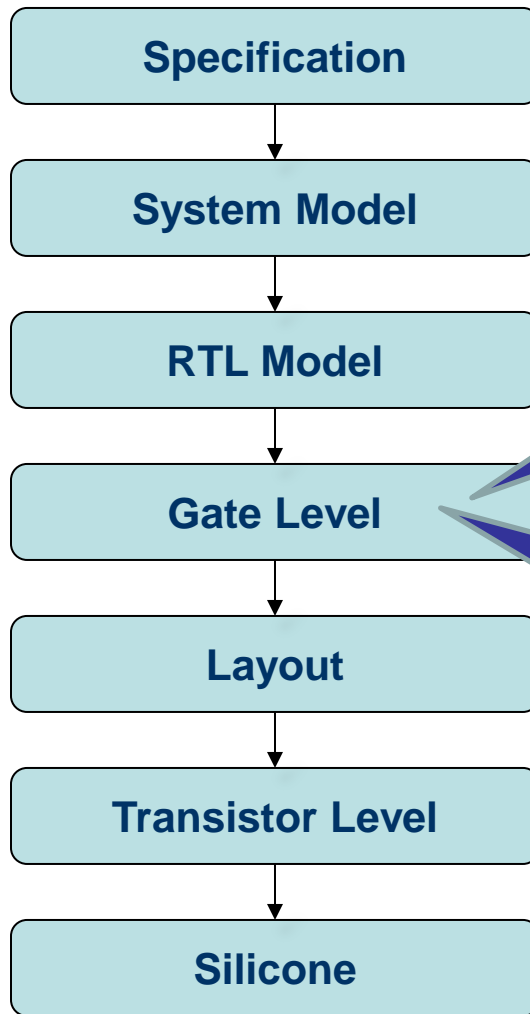 Specification
System Model
RTL Model
Gate Level
Layout
Transistor Level
Silicone